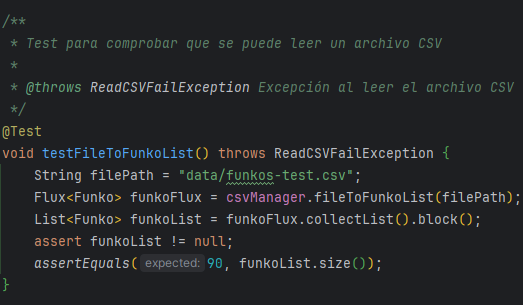 /**
 * Test para comprobar que se puede leer un archivo CSV
 *
 * @throws ReadCSVFailException Excepción al leer el archivo CSV
 */
@Test
void testFileToFunkoList() throws ReadCSVFailException {
    String filePath = "data/funkos-test.csv";
    Flux<Funko> funkoFlux = csvManager.fileToFunkoList(filePath);
    List<Funko> funkoList = funkoFlux.collectList().block();
    assert funkoList != null;
    assertEquals( expected: 90, funkoList.size());
}